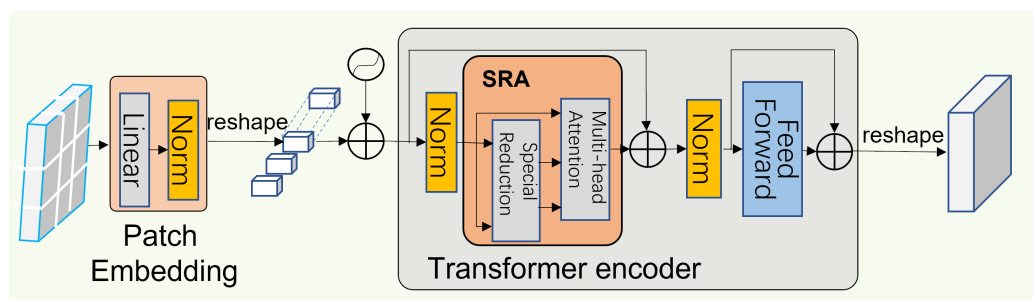 Linear
Norm
Patch
Embedding
reshape
Norm
SRA
Special
Reduction
Multi-head
Attention
Norm
Feed
Forward
Transformer encoder
reshape